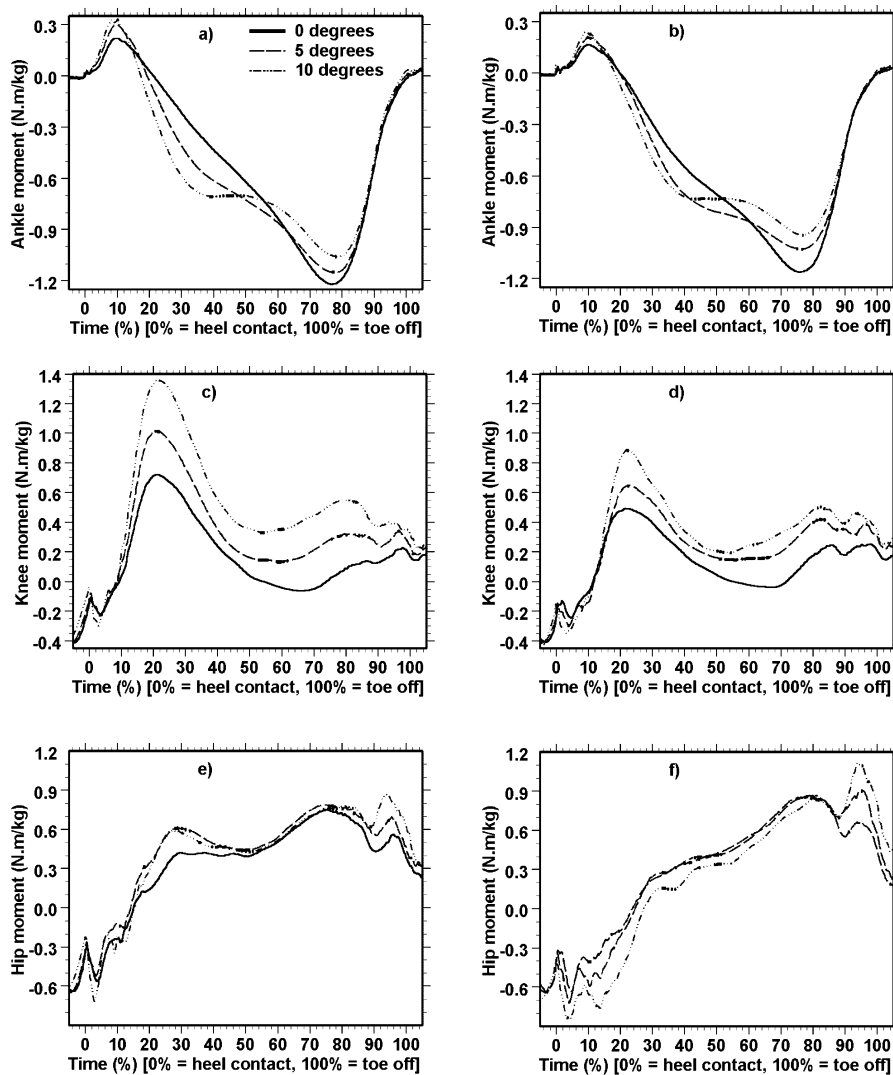 a)
0 degrees
5 degrees
10 degrees
Ankle moment (N.m/kg)
0.3
0.0
-0.3
-0.6
-0.9
-1.2
0 10 20 30 40 50 60 70 80 90 100
Time (%) [0% = heel contact, 100% = toe off]
b)
Ankle moment (N.m/kg)
0.3
0.0
-0.3
-0.6
-0.9
-1.2
0 10 20 30 40 50 60 70 80 90 100
Time (%) [0% = heel contact, 100% = toe off]
c)
Knee moment (N.m/kg)
1.4
1.2
1.0
0.8
0.6
0.4
0.2
0.0
-0.2
-0.4
0 10 20 30 40 50 60 70 80 90 100
Time (%) [0% = heel contact, 100% = toe off]
d)
Knee moment (N.m/kg)
1.4
1.2
1.0
0.8
0.6
0.4
0.2
0.0
-0.2
-0.4
0 10 20 30 40 50 60 70 80 90 100
Time (%) [0% = heel contact, 100% = toe off]
e)
Hip moment (N.m/kg)
1.2
0.9
0.6
0.3
0.0
-0.3
-0.6
0 10 20 30 40 50 60 70 80 90 100
Time (%) [0% = heel contact, 100% = toe off]
f)
Hip moment (N.m/kg)
1.2
0.9
0.6
0.3
0.0
-0.3
-0.6
0 10 20 30 40 50 60 70 80 90 100
Time (%) [0% = heel contact, 100% = toe off]